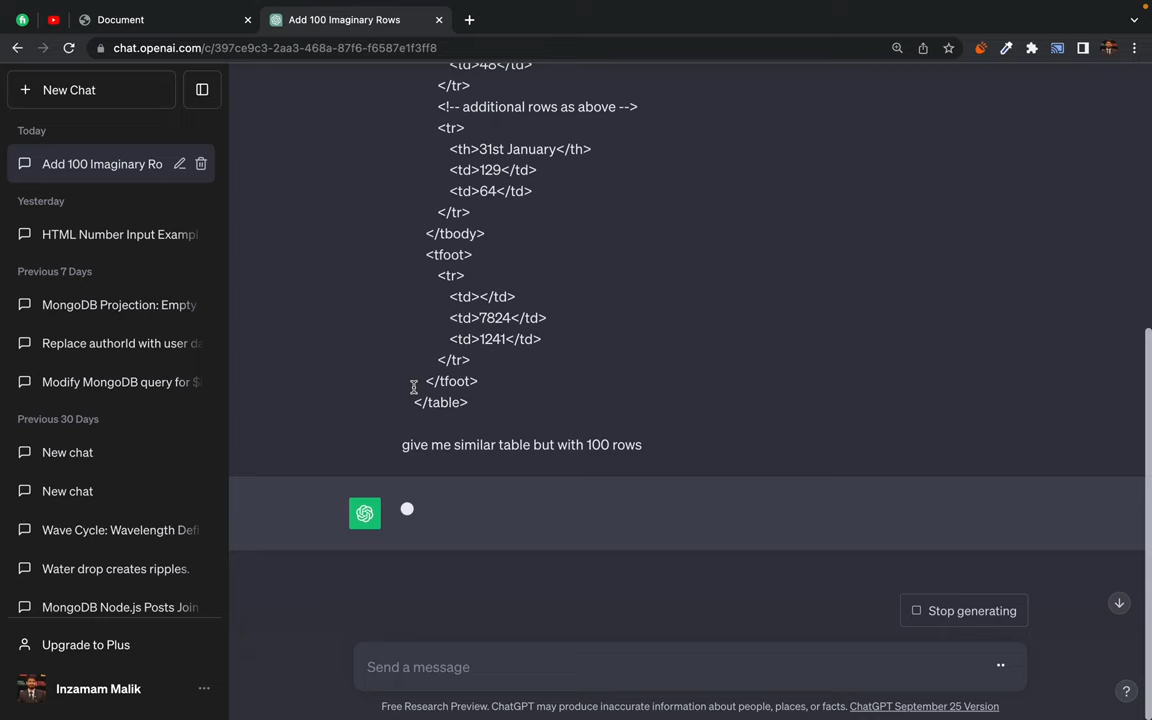 Document
Add 100 Imaginary Rows
chat.openai.com/c/397ce9c3-2aa3-468a-87f6-f6587e1f3ff8
New Chat
Today
Add 100 Imaginary Ro
Yesterday
HTML Number Input Exampl
Previous 7 Days
MongoDB Projection: Empty
Replace authorId with user da
Modify MongoDB query for $
Previous 30 Days
New chat
New chat
Wave Cycle: Wavelength Defi
Water drop creates ripples.
MongoDB Node.js Posts Join
Upgrade to Plus
Inzamam Malik
<td>48</td>
</tr>
<!-- additional rows as above -->
<tr>
<th>31st January</th>
<td>129</td>
<td>64</td>
</tr>
</tbody>
<tfoot>
<tr>
<td></td>
<td>7824</td>
<td>1241</td>
</tr>
</tfoot>
</table>
give me similar table but with 100 rows
Stop generating
Send a message
?
Free Research Preview. ChatGPT may produce inaccurate information about people, places, or facts. ChatGPT September 25 Version